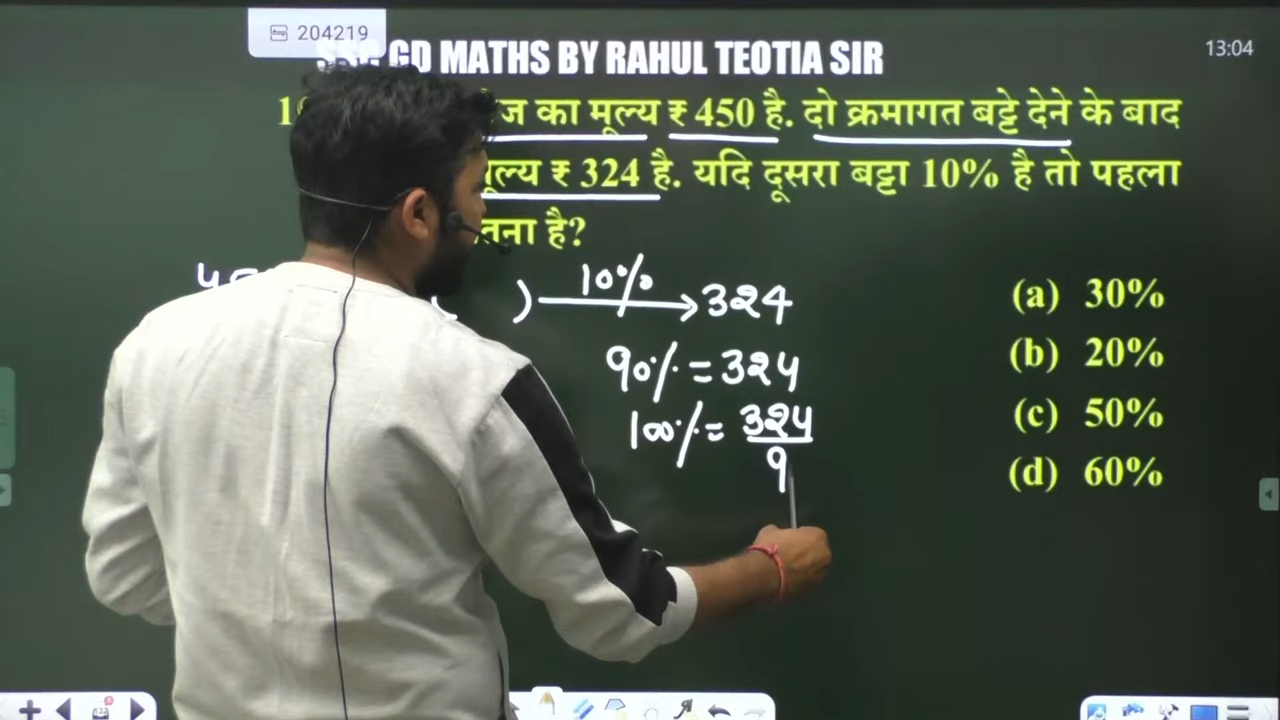 204219
GD MATHS BY RAHUL TEOTIA SIR
13:04
का मूल्य ₹ 450 है. दो क्रमागत बट्टे देने के बाद
₹ 324 है. यदि दूसरा बट्टा 10% है तो पहला
है?
10%
) → 324
90% = 324
100% = 324
9
(a) 30%
(b) 20%
(c) 50%
(d) 60%